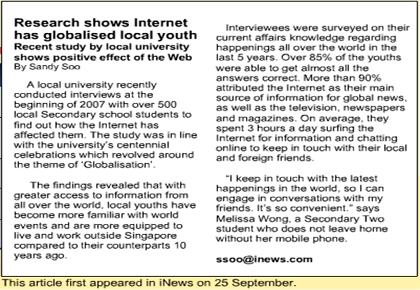 Research shows Internet
has globalised local youth
Recent study by local university
shows positive effect of the Web
By Sandy Soo
A local university recently
conducted interviews at the
beginning of 2007 with over 500
local Secondary school students to
find out how the Internet has
affected them. The study was in line
with the university's centennial
celebrations which revolved around
the theme of 'Globalisation'.
The findings revealed that with
greater access to information from
all over the world, local youths have
become more familiar with world
events and are more equipped to
live and work outside Singapore
compared to their counterparts 10
years ago.
Interviewees were surveyed on their
current affairs knowledge regarding
happenings all over the world in the
last 5 years. Over 85% of the youths
were able to get almost all the
answers correct. More than 90%
attributed the Internet as their main
source of information for global news,
as well as the television, newspapers
and magazines. On average, they
spent 3 hours a day surfing the
Internet for information and chatting
online to keep in touch with their local
and foreign friends.
"I keep in touch with the latest
happenings in the world, so I can
engage in conversations with my
friends. It's so convenient." says
Melissa Wong, a Secondary Two
student who does not leave home
without her mobile phone.
ssoo@inews.com
This article first appeared in iNews on 25 September.